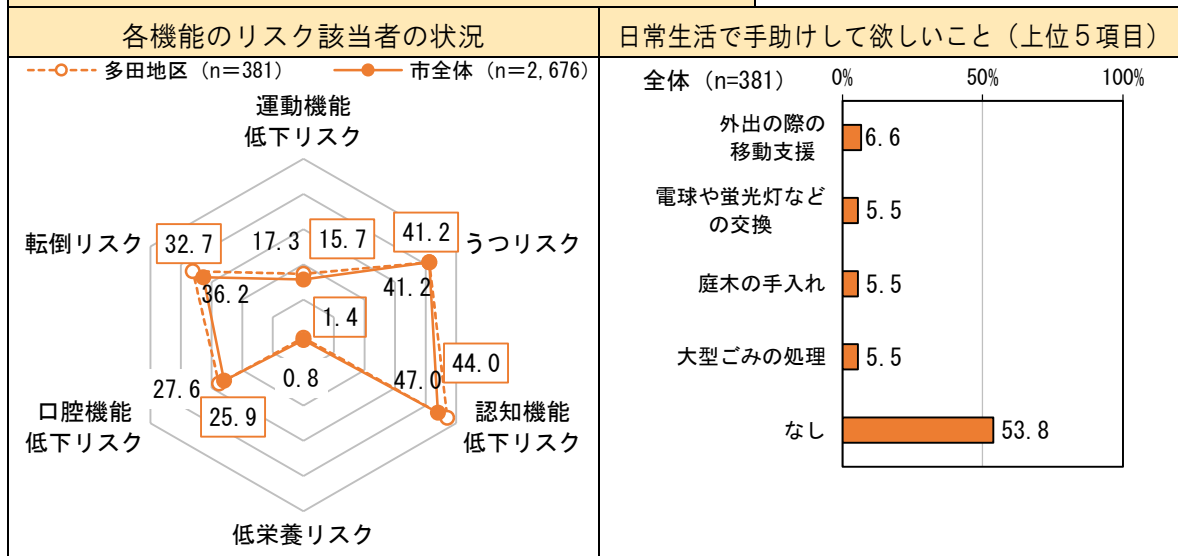 各機能のリスク該当者の状況
多田地区（n＝381）
市全体（n＝2,676）
運動機能
低下リスク
うつリスク
認知機能
低下リスク
低栄養リスク
口腔機能
低下リスク
転倒リスク
17.3
15.7
41.2
41.2
44.0
47.0
1.4
0.8
27.6
25.9
32.7
36.2
日常生活で手助けして欲しいこと（上位５項目）
全体（n=381）
0%
50%
100%
外出の際の
移動支援
6.6
電球や蛍光灯など
の交換
5.5
庭木の手入れ
5.5
大型ごみの処理
5.5
なし
53.8